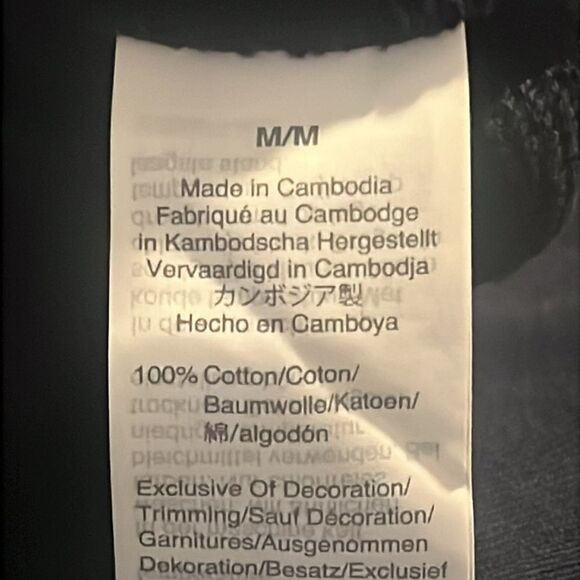 M/M
Made in Cambodia
Fabriqué au Cambodge
in Kambodscha Hergestellt
Vervaardigd in Cambodja
カンボジア製
Hecho en Camboya
100% Cotton/Coton/
Baumwolle/Katoen/
綿/algodón
Exclusive Of Decoration/
Trimming/Sauf Décoration/
Garnitures/Ausgenommen
Dekoration/Besatz/Exclusief